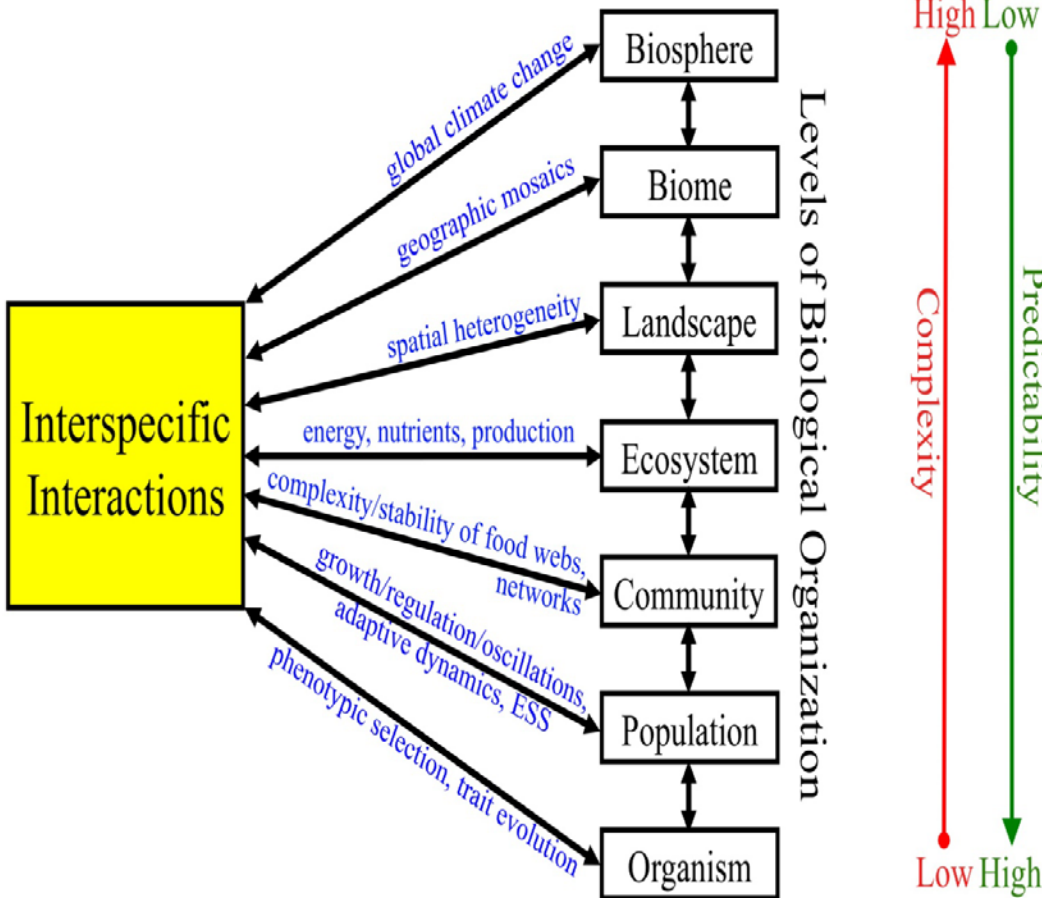 High Low
Biosphere
global climate change
Biome
geographic mosaics
Landscape
spatial heterogeneity
Interspecific
Interactions
energy, nutrients, production
Ecosystem
complexity/stability of food webs,
networks
Community
growth/regulation/oscillations,
adaptive dynamics, ESS
Population
phenotypic selection, trait evolution
Organism
Levels of Biological Organization
Complexity
Predictability
Low High